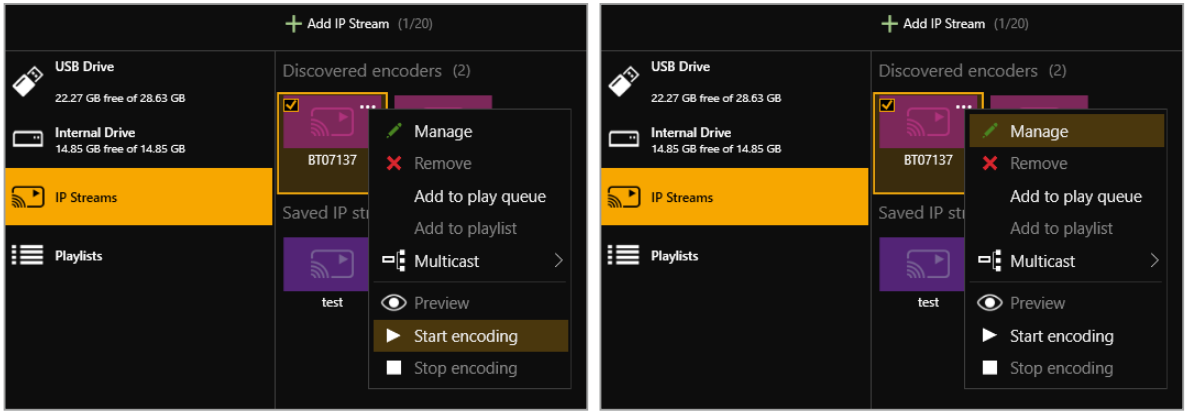 Add IP Stream (1/20)
USB Drive
22.27 GB free of 28.63 GB
Internal Drive
14.85 GB free of 14.85 GB
IP Streams
Playlists
Discovered encoders (2)
BT07137
Saved IP str
test
Manage
Remove
Add to play queue
Add to playlist
Multicast
Preview
Start encoding
Stop encoding
Add IP Stream (1/20)
USB Drive
22.27 GB free of 28.63 GB
Internal Drive
14.85 GB free of 14.85 GB
IP Streams
Playlists
Discovered encoders (2)
BT07137
Saved IP
test
Manage
Remove
Add to play queue
Add to playlist
Multicast
Preview
Start encoding
Stop encoding